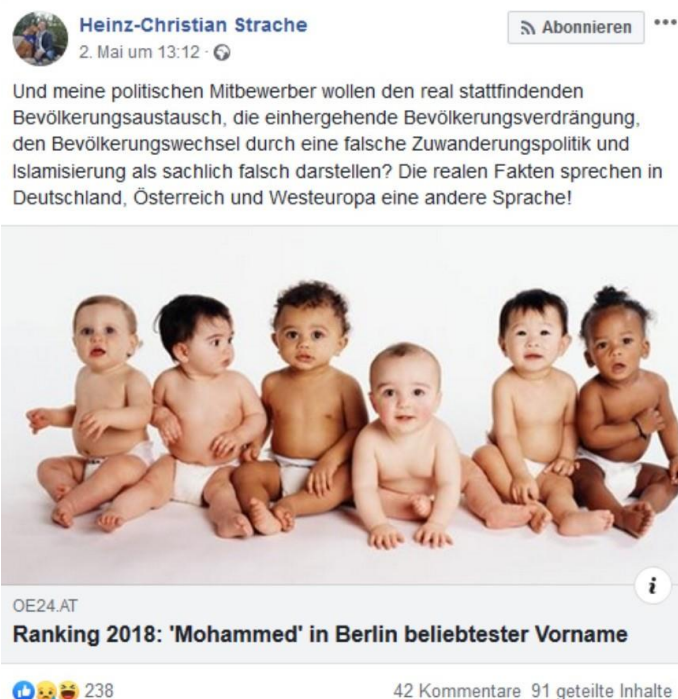 Heinz-Christian Strache
Abonnieren
2. Mai um 13:12 ·
Und meine politischen Mitbewerber wollen den real stattfindenden
Bevölkerungsaustausch, die einhergehende Bevölkerungsverdrängung,
den Bevölkerungswechsel durch eine falsche Zuwanderungspolitik und
Islamisierung als sachlich falsch darstellen? Die realen Fakten sprechen in
Deutschland, Österreich und Westeuropa eine andere Sprache!
i
OE24.AT
Ranking 2018: 'Mohammed' in Berlin beliebtester Vorname
238
42 Kommentare 91 geteilte Inhalte